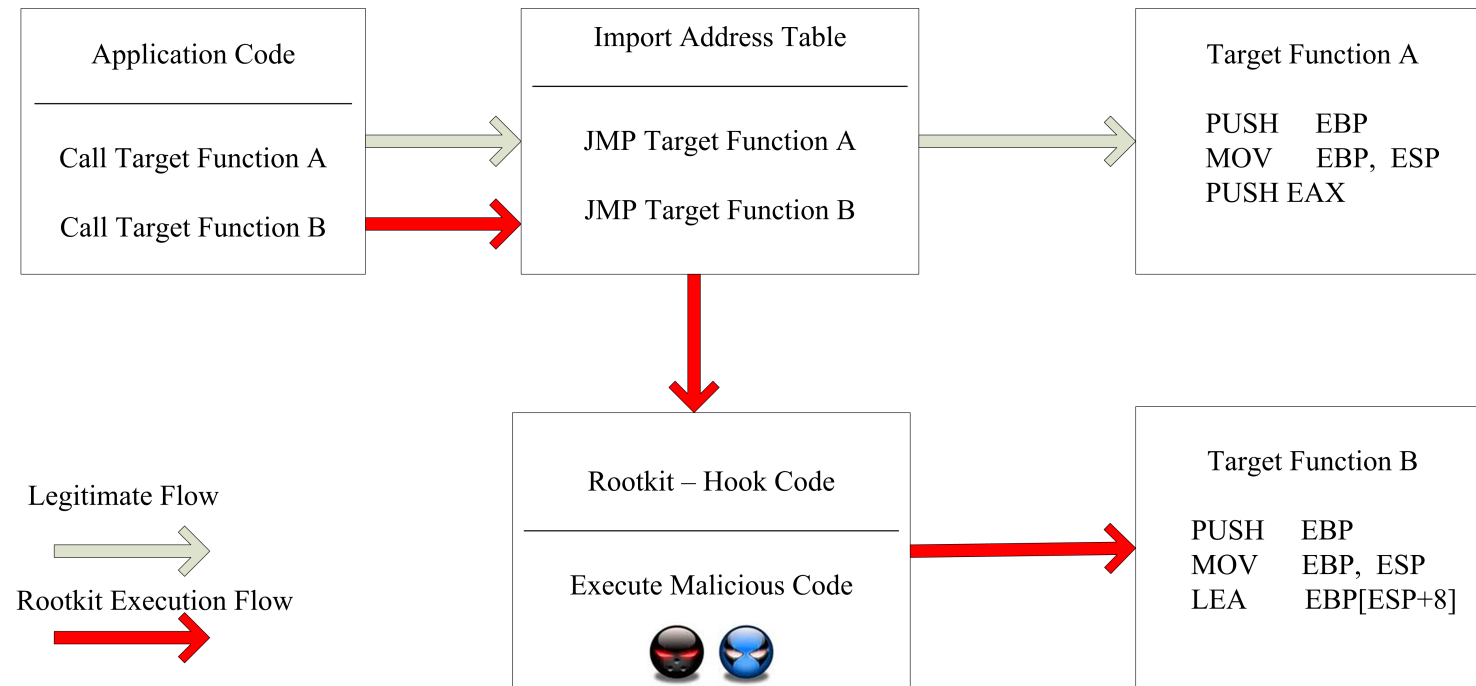 Application Code
Call Target Function A
Call Target Function B
Import Address Table
JMP Target Function A
JMP Target Function B
Target Function A
PUSH EBP
MOV EBP, ESP
PUSH EAX
Legitimate Flow
Rootkit Execution Flow
Rootkit – Hook Code
Execute Malicious Code
Target Function B
PUSH EBP
MOV EBP, ESP
LEA EBP[ESP+8]